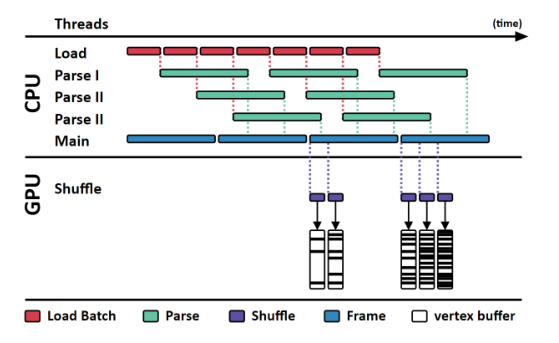 Threads
(time)
CPU
Load
Parse I
Parse II
Parse II
Main
GPU
Shuffle
Load Batch
Parse
Shuffle
Frame
vertex buffer